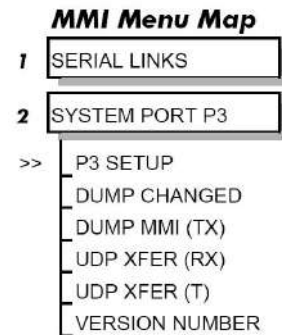 MMI Menu Map
1 SERIAL LINKS
2 SYSTEM PORT P3
>> P3 SETUP
DUMP CHANGED
DUMP MMI (TX)
UDP XFER (RX)
UDP XFER (T)
VERSION NUMBER